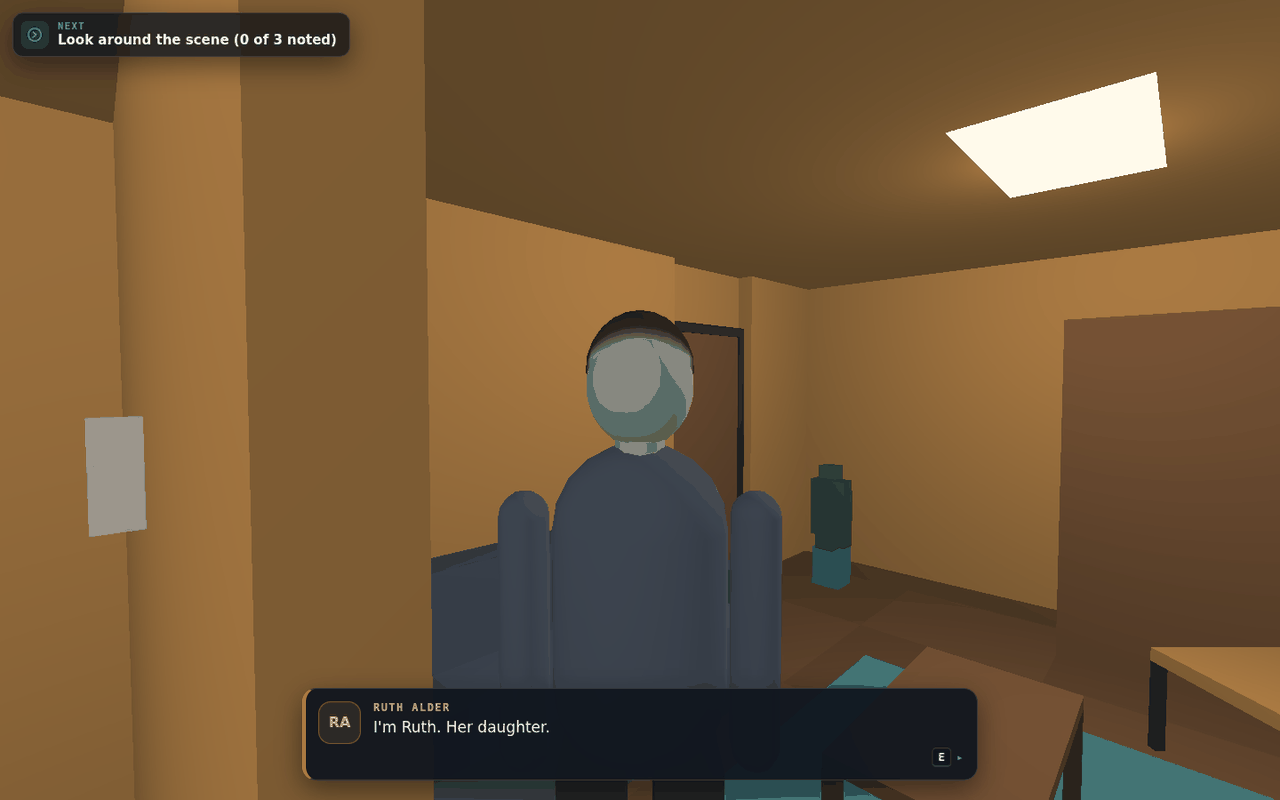 NEXT
Look around the scene (0 of 3 noted)
RA
RUTH ALDER
I'm Ruth. Her daughter.
E ▸